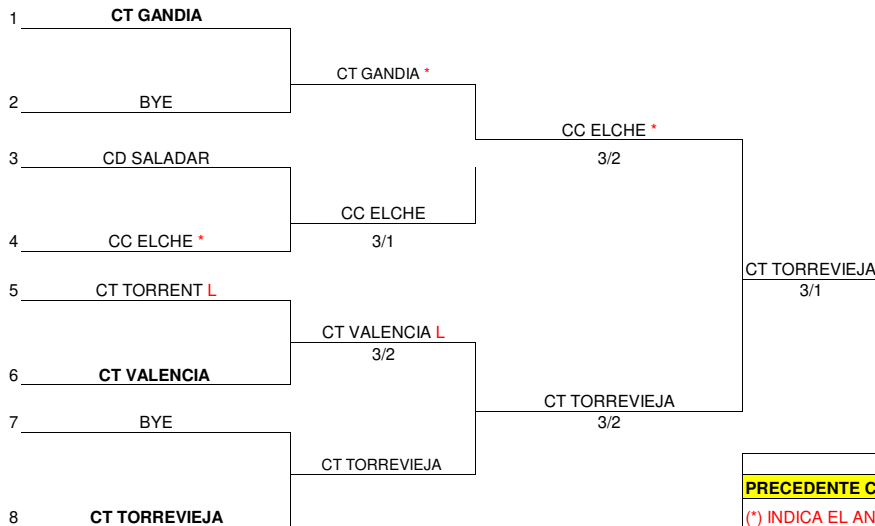 1 CT GANDIA
CT GANDIA *
2 BYE
CC ELCHE *
3 CD SALADAR
3/2
CC ELCHE
4 CC ELCHE *
3/1
CT TORREVIEJA
5 CT TORRENT L
3/1
CT VALENCIA L
3/2
6 CT VALENCIA
CT TORREVIEJA
7 BYE
3/2
CT TORREVIEJA
PRECEDENTE C
8 CT TORREVIEJA
(*) INDICA EL AN